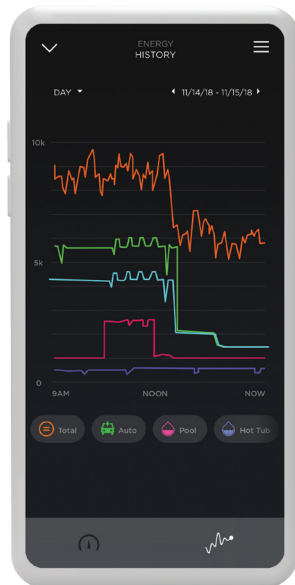 ENERGY
HISTORY
DAY 11/14/18 - 11/15/18
10k
5k
0
9AM NOON NOW
Total Auto Pool Hot Tub